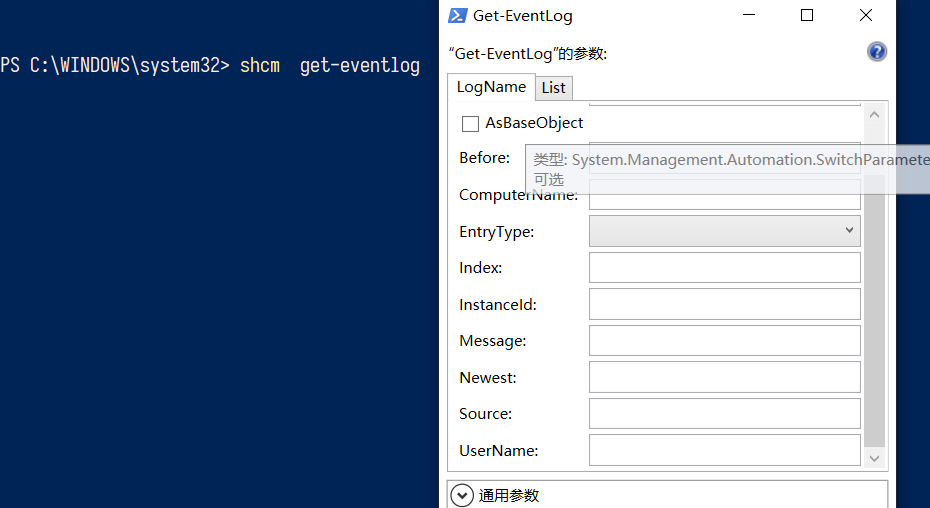 Get-EventLog
PS C:\WINDOWS\system32> shcm  get-eventlog
“Get-EventLog”的参数:
LogName
List
AsBaseObject
Before:
类型: System.Management.Automation.SwitchParamete
可选
ComputerName:
EntryType:
Index:
InstanceId:
Message:
Newest:
Source:
UserName:
通用参数